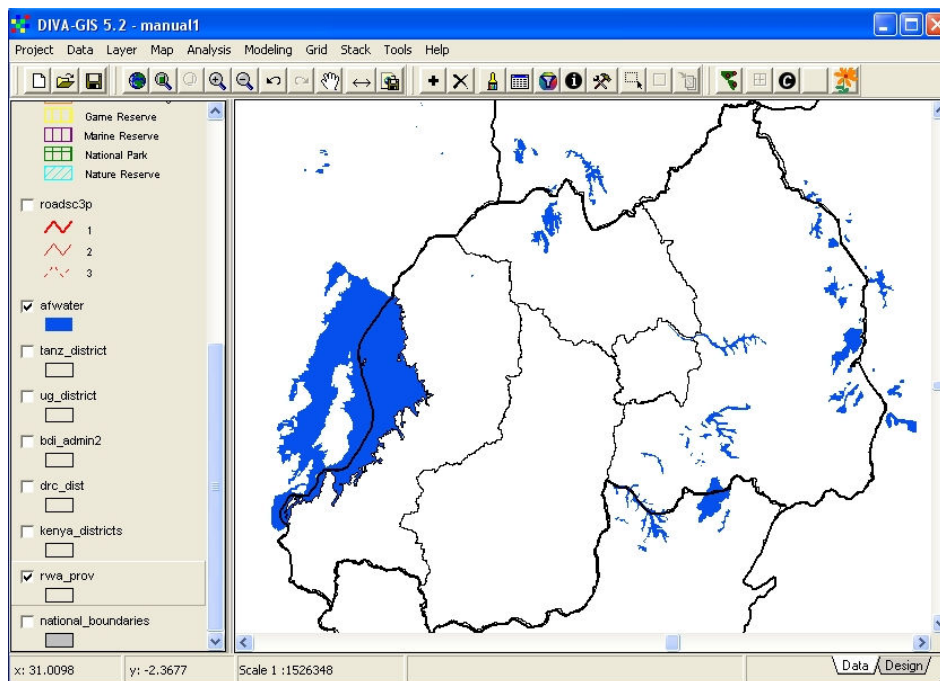 DIVA-GIS 5.2 - manual1
Project Data Layer Map Analysis Modeling Grid Stack Tools Help
Game Reserve
Marine Reserve
National Park
Nature Reserve
roadsc3p
1
2
3
afwater
tanz_district
ug_district
bdi_admin2
drc_dist
kenya_districts
rwa_prov
national_boundaries
x: 31.0098 y: -2.3677 Scale 1 :1526348 Data Design